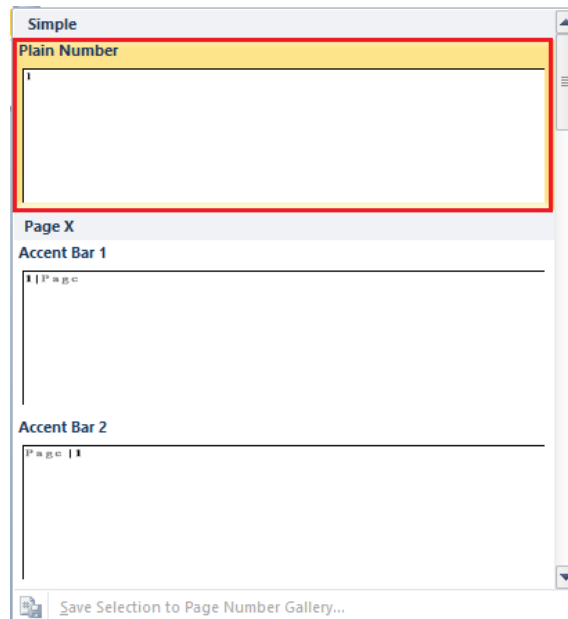 Simple
Plain Number
1
Page X
Accent Bar 1
1|Page
Accent Bar 2
Page |1
Save Selection to Page Number Gallery...